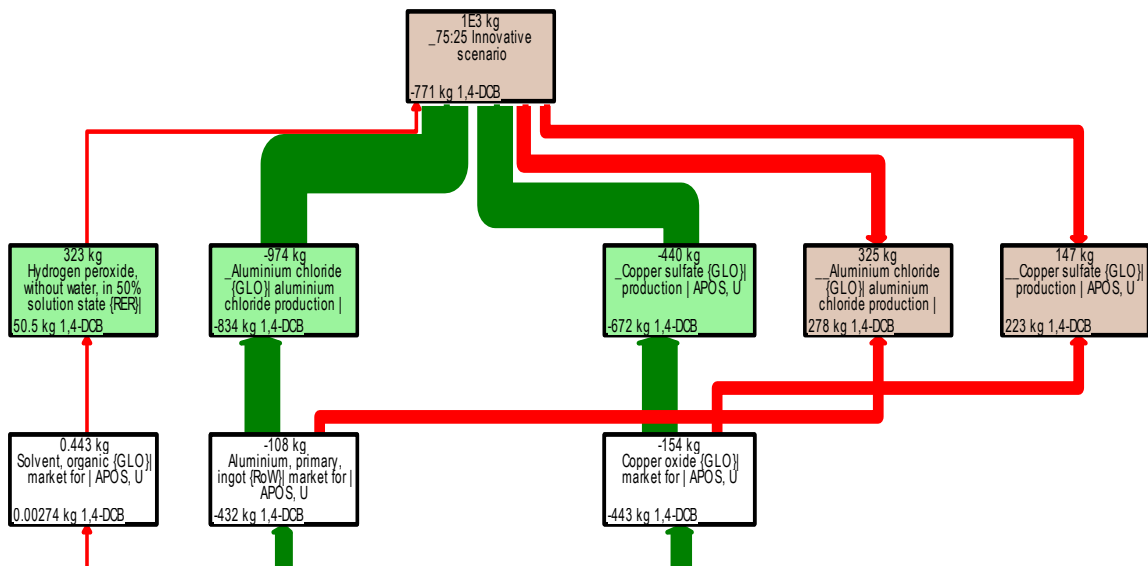 1E3 kg
_75:25 Innovative
scenario
-771 kg 1,4-DCB
323 kg
Hydrogen peroxide,
without water, in 50%
solution state {RER}|
50.5 kg 1,4-DCB
-974 kg
_Aluminium chloride
{GLO}| aluminium
chloride production |
-834 kg 1,4-DCB
-440 kg
_Copper sulfate {GLO}|
production | APOS, U
-672 kg 1,4-DCB
325 kg
__Aluminium chloride
{GLO}| aluminium
chloride production |
278 kg 1,4-DCB
147 kg
__Copper sulfate {GLO}|
production | APOS, U
223 kg 1,4-DCB
0.443 kg
Solvent, organic {GLO}|
market for | APOS, U
0.00274 kg 1,4-DCB
-108 kg
Aluminium, primary,
ingot {RoW}| market for |
APOS, U
-432 kg 1,4-DCB
-154 kg
Copper oxide {GLO}|
market for | APOS, U
-443 kg 1,4-DCB